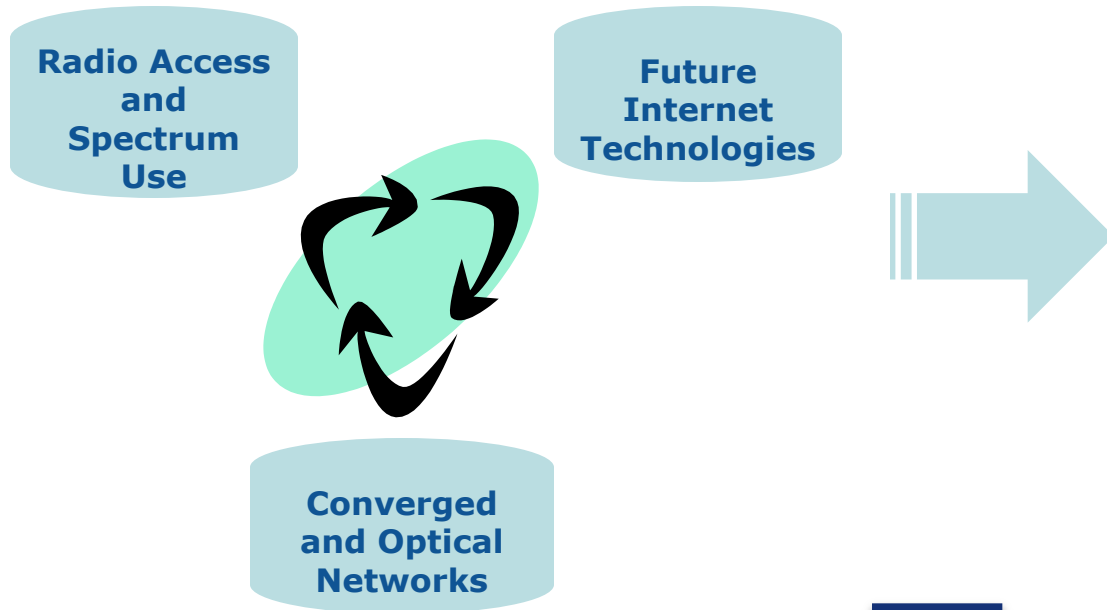 Radio Access
and
Spectrum
Use
Future
Internet
Technologies
Converged
and Optical
Networks